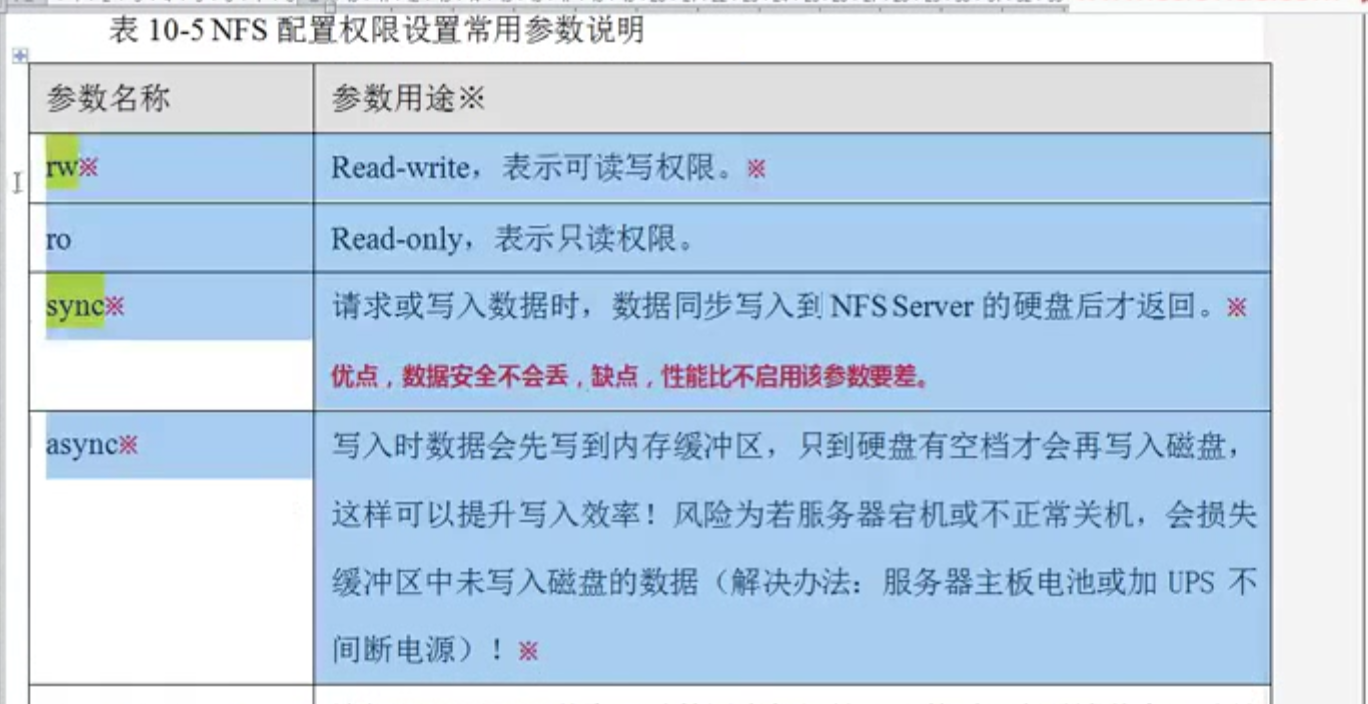 表 10-5 NFS 配置权限设置常用参数说明
参数名称
参数用途※
rw※
Read-write，表示可读写权限。※
ro
Read-only，表示只读权限。
sync※
请求或写入数据时，数据同步写入到 NFS Server 的硬盘后才返回。※
优点，数据安全不会丢，缺点，性能比不启用该参数要差。
async※
写入时数据会先写到内存缓冲区，只到硬盘有空档才会再写入磁盘，
这样可以提升写入效率！风险为若服务器宕机或不正常关机，会损失
缓冲区中未写入磁盘的数据（解决办法：服务器主板电池或加 UPS 不
间断电源）！※